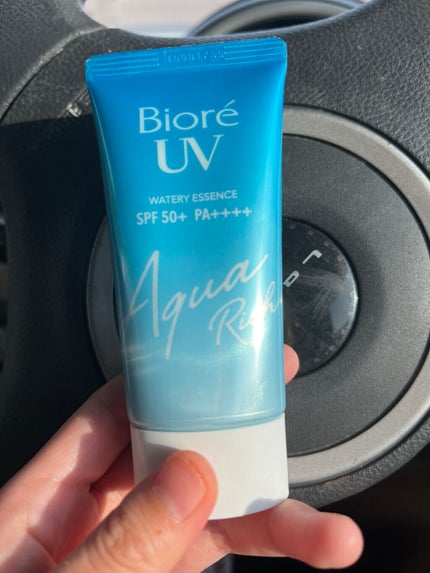 Bioré
UV
WATERY ESSENCE
SPF 50+ PA++++
Aqua
Rich